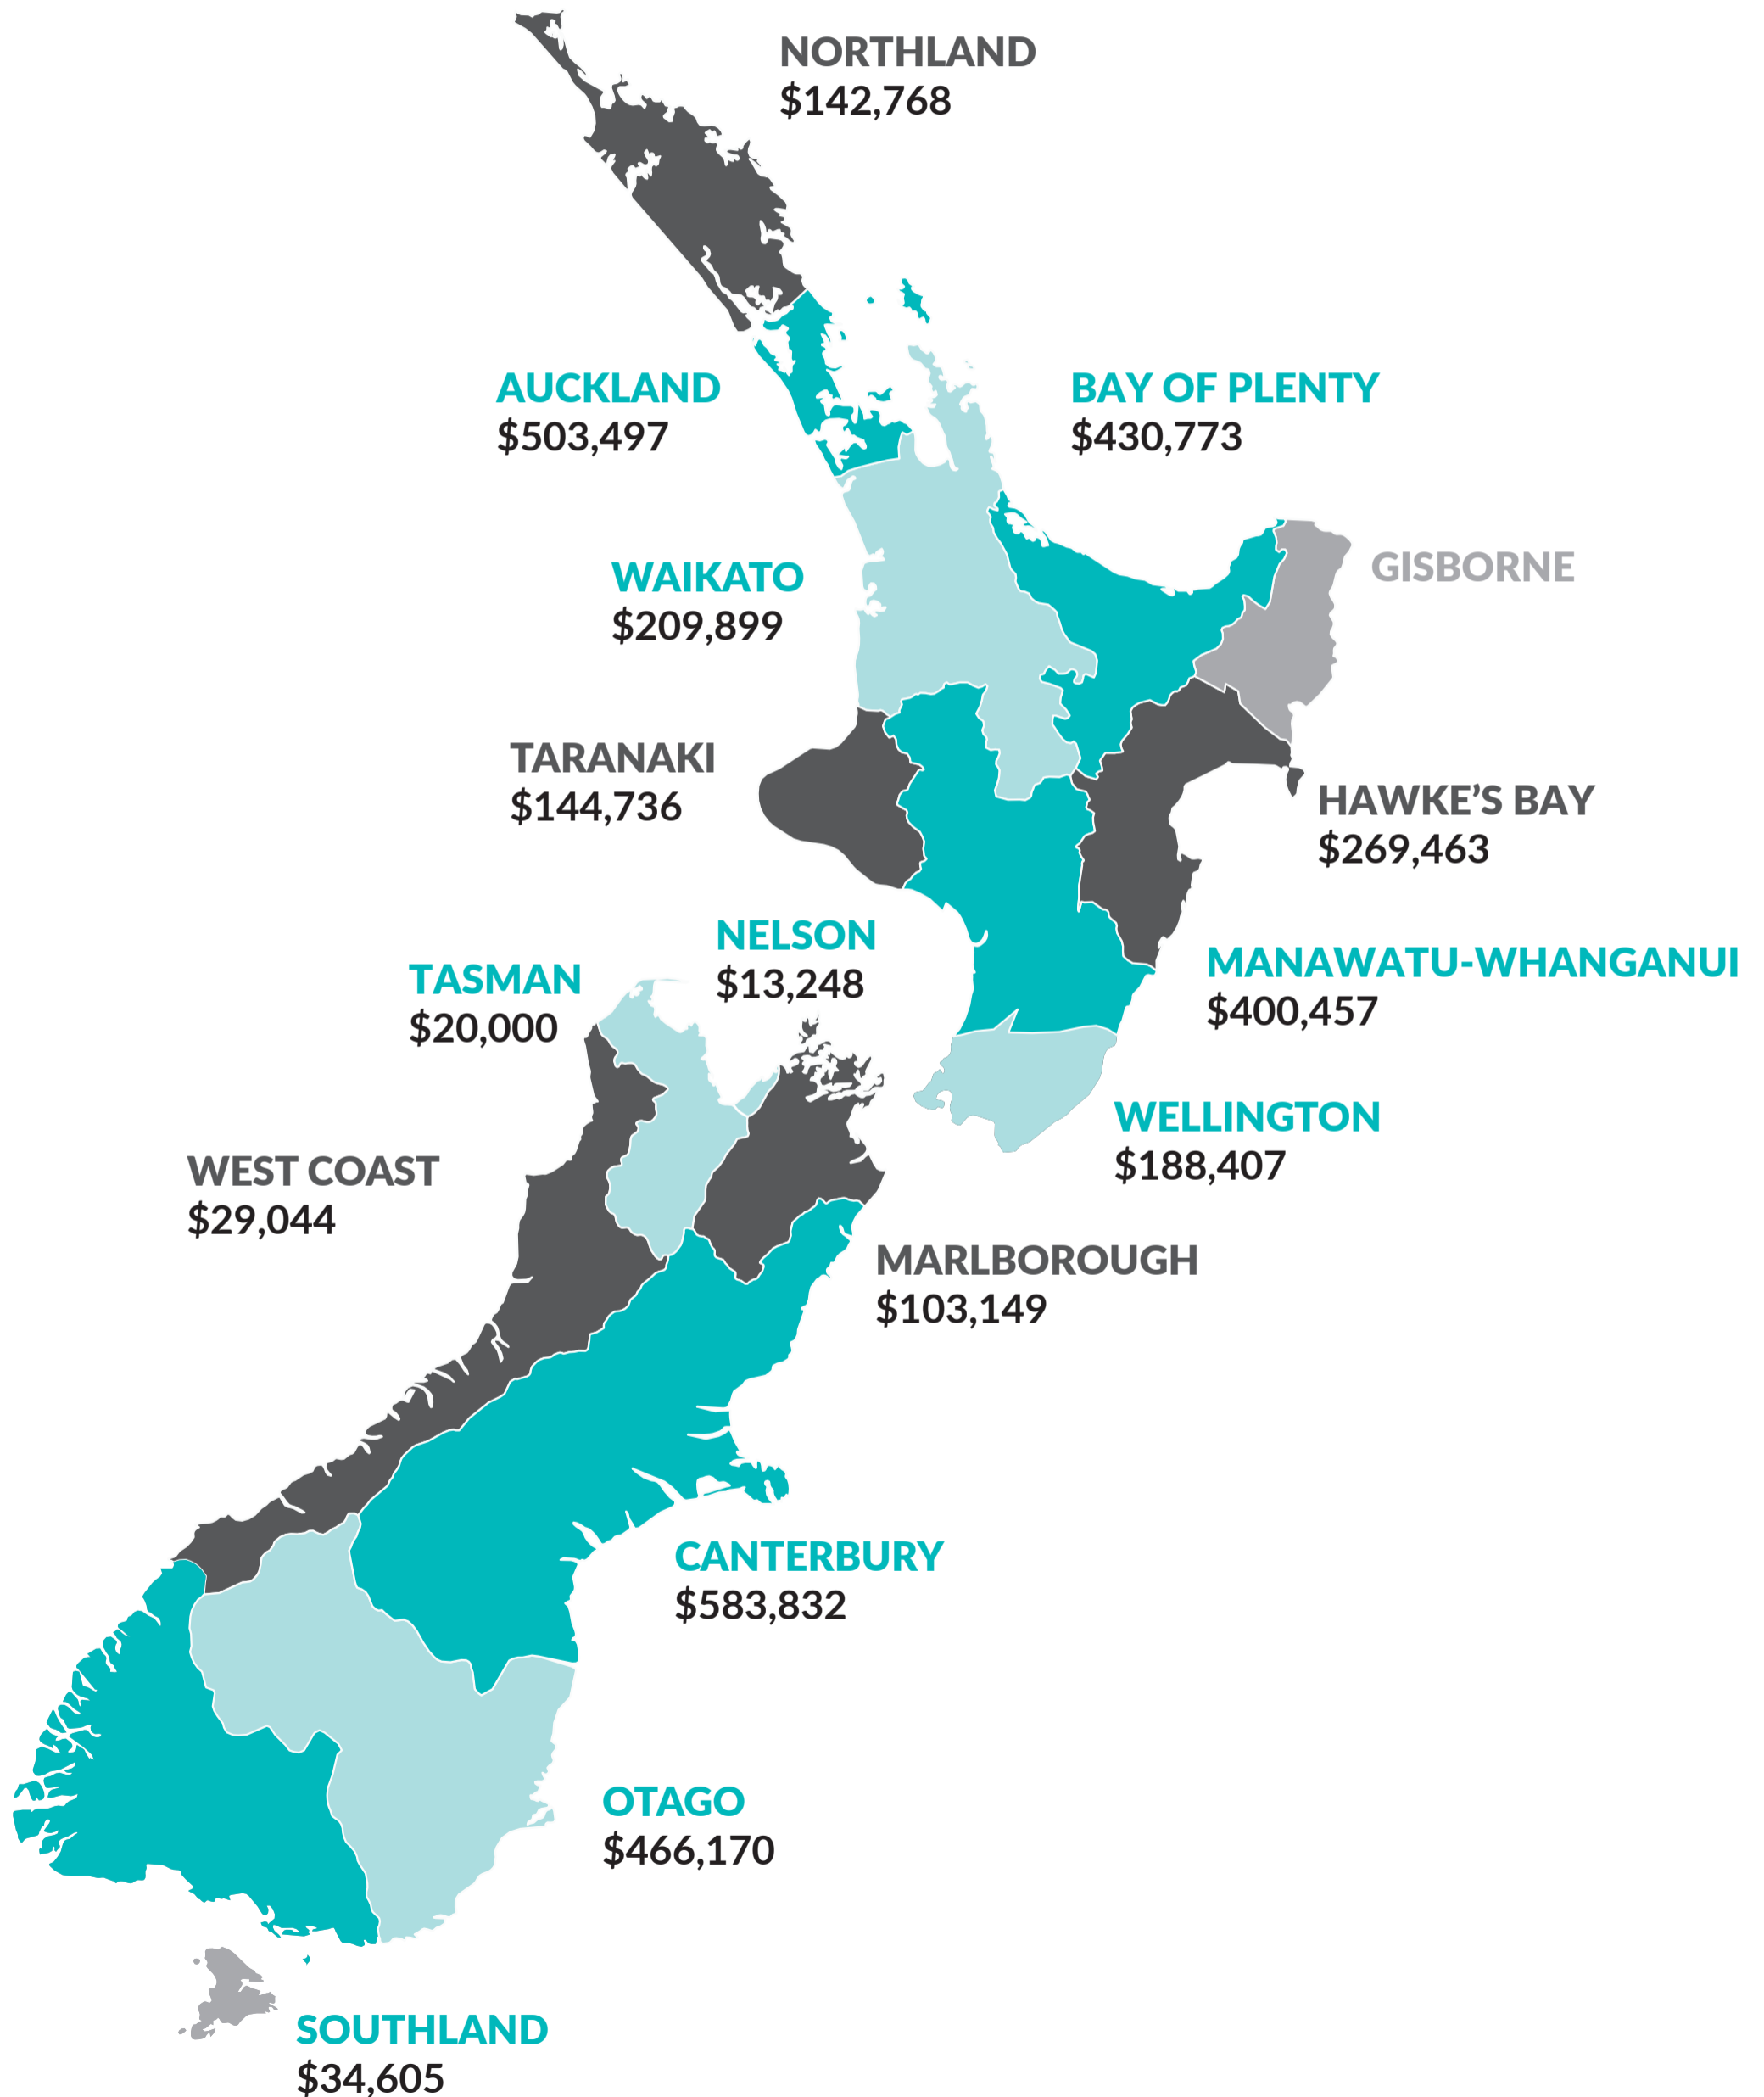 NORTHLAND
$142,768
AUCKLAND
$503,497
BAY OF PLENTY
$430,773
WAIKATO
$209,899
GISBORNE
TARANAKI
$144,736
HAWKE'S BAY
$269,463
NELSON
$13,248
TASMAN
$20,000
MANAWATU-WHANGANUI
$400,457
WELLINGTON
$188,407
WEST COAST
$29,044
MARLBOROUGH
$103,149
CANTERBURY
$583,832
OTAGO
$466,170
SOUTHLAND
$34,605